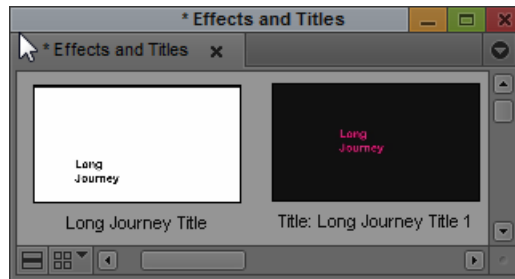 * Effects and Titles
* Effects and Titles
Long
Journey
Long
Journey
Long Journey Title
Title: Long Journey Title 1